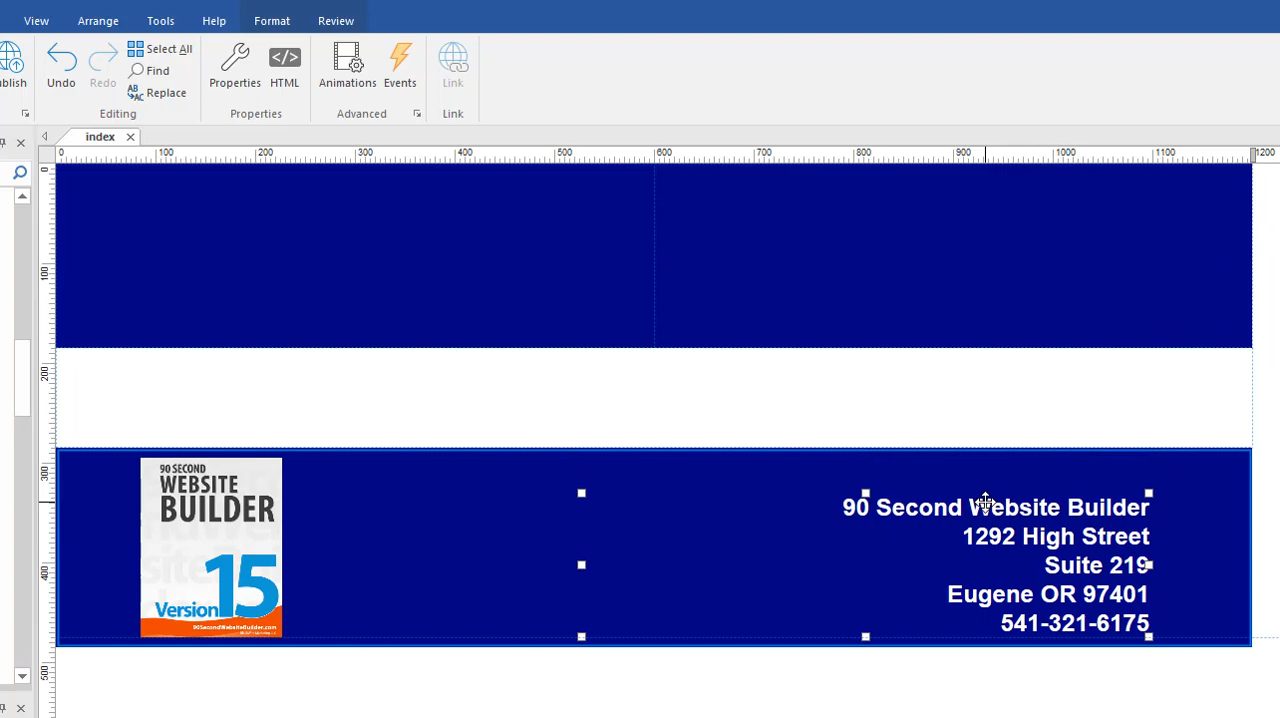 View Arrange Tools Help Format Review
Select All
Find
Undo Redo Replace Properties HTML Animations Events Link
Editing Properties Advanced Link
index
0 100 200 300 400 500 600 700 800 900 1000 1100 1200
0
100
200
300
400
500
90 SECOND
WEBSITE
BUILDER
15
Version
90SecondWebsiteBuilder.com
90 Second Website Builder
1292 High Street
Suite 219
Eugene OR 97401
541-321-6175